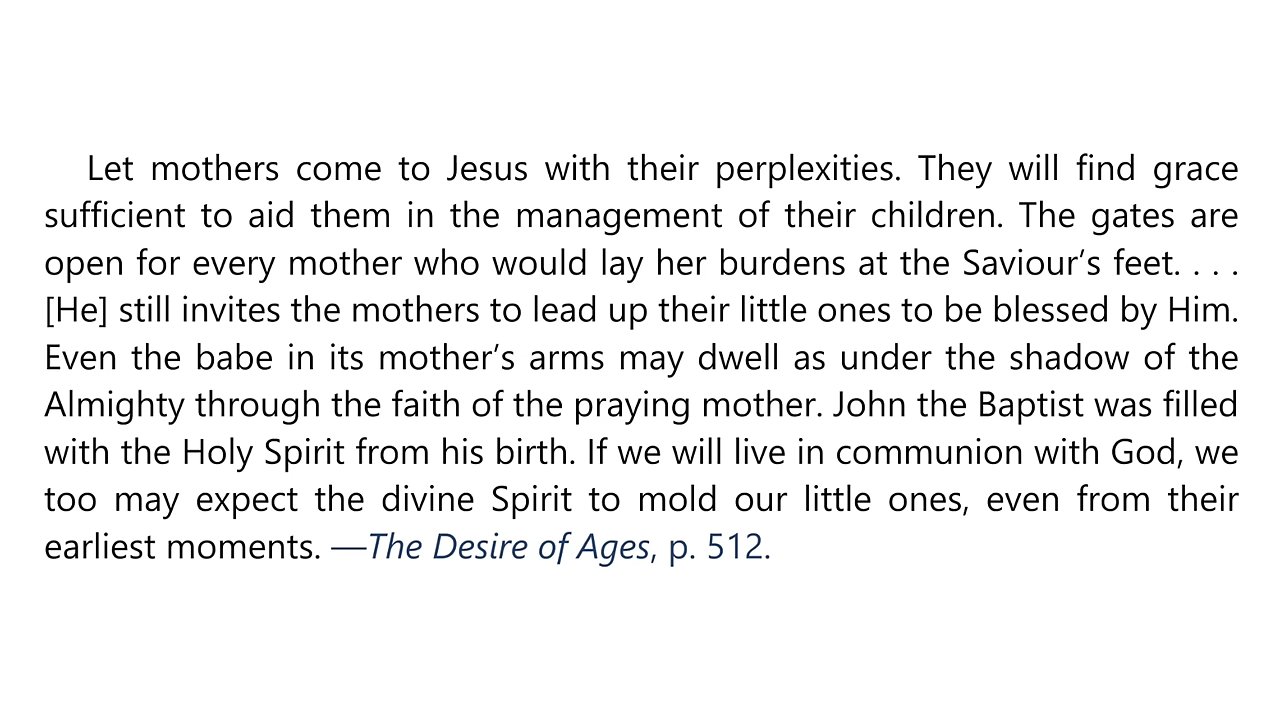 Let mothers come to Jesus with their perplexities. They will find grace
sufficient to aid them in the management of their children. The gates are
open for every mother who would lay her burdens at the Saviour’s feet. . . .
[He] still invites the mothers to lead up their little ones to be blessed by Him.
Even the babe in its mother’s arms may dwell as under the shadow of the
Almighty through the faith of the praying mother. John the Baptist was filled
with the Holy Spirit from his birth. If we will live in communion with God, we
too may expect the divine Spirit to mold our little ones, even from their
earliest moments. —The Desire of Ages, p. 512.